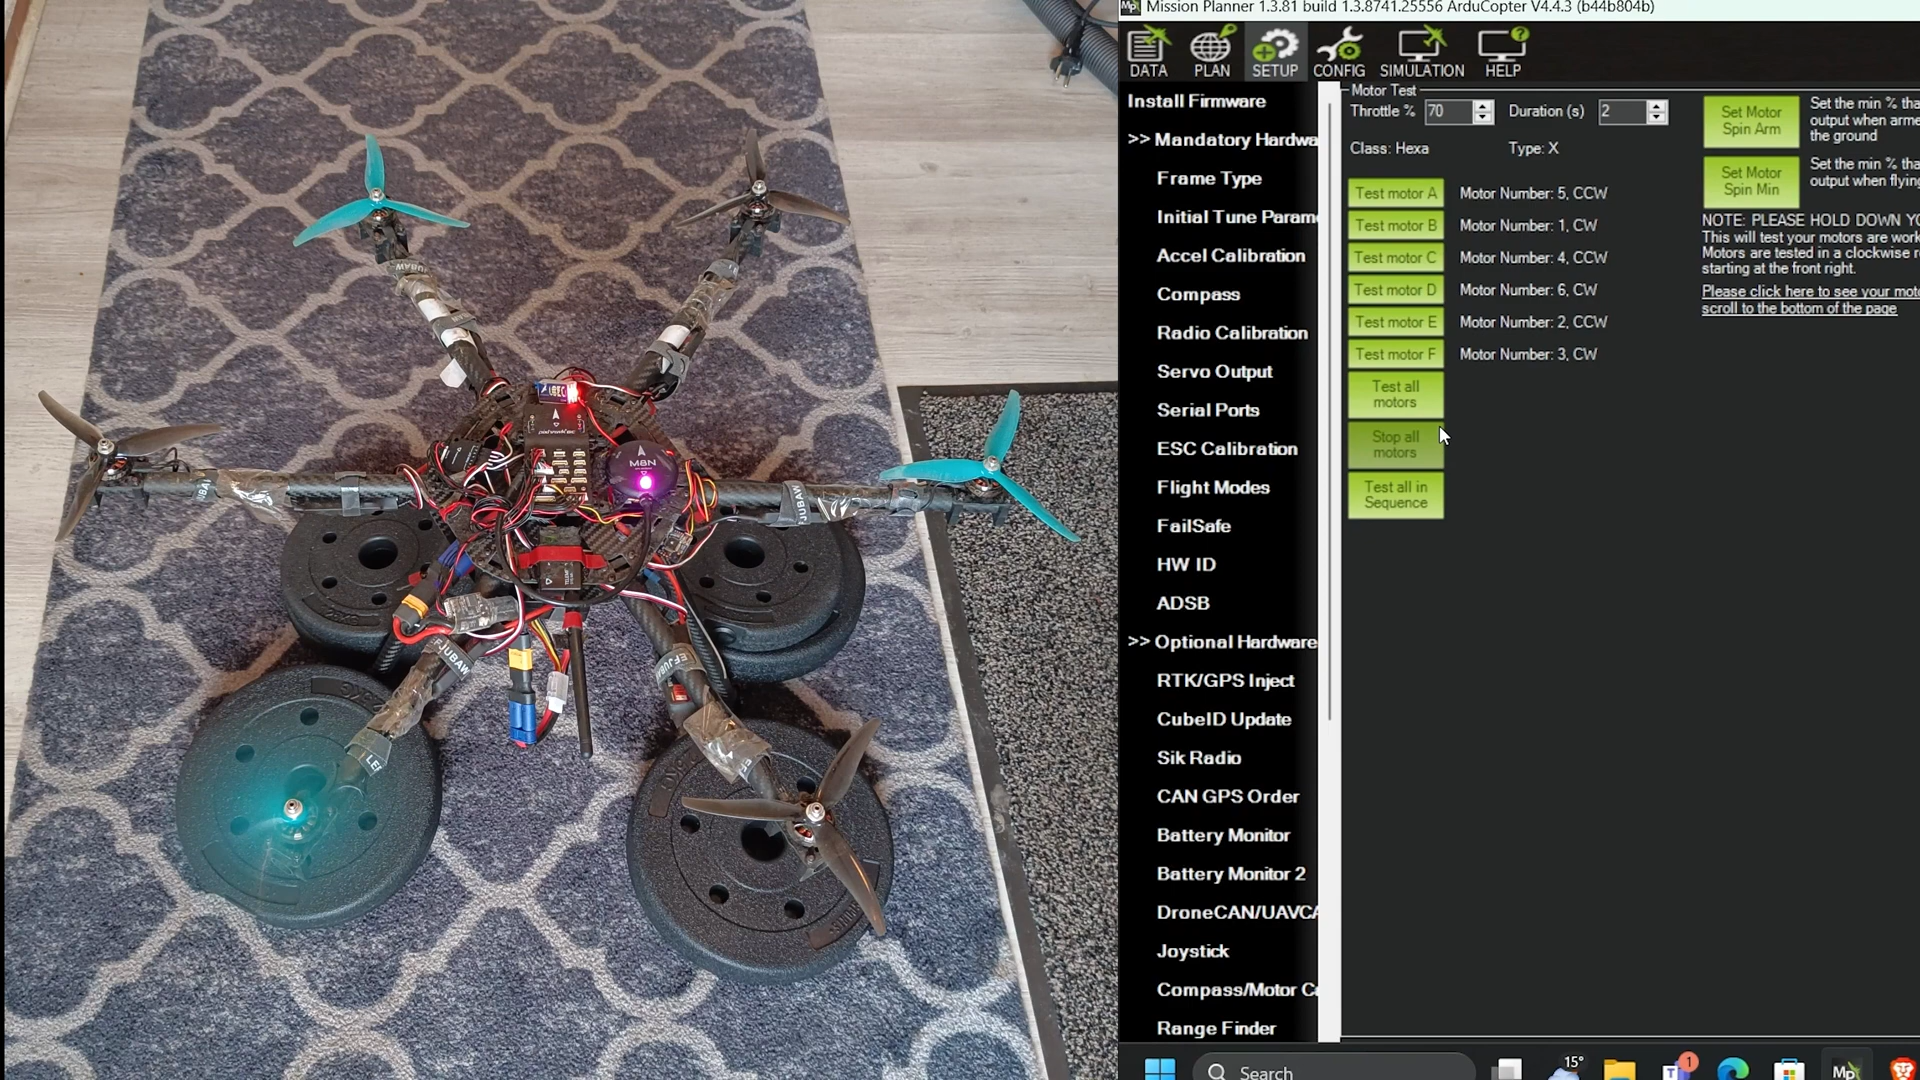 Mission Planner 1.3.81 build 1.3.8741.25556 ArduCopter V4.4.3 (b44b804b)
DATA
PLAN
SETUP
CONFIG
SIMULATION
HELP
Install Firmware
>> Mandatory Hardwa
Frame Type
Initial Tune Param
Accel Calibration
Compass
Radio Calibration
Servo Output
Serial Ports
ESC Calibration
Flight Modes
FailSafe
HW ID
ADSB
>> Optional Hardware
RTK/GPS Inject
CubeID Update
Sik Radio
CAN GPS Order
Battery Monitor
Battery Monitor 2
DroneCAN/UAVCA
Joystick
Compass/Motor Ca
Range Finder
Motor Test
Throttle % 70 Duration (s) 2
Class: Hexa Type: X
Test motor A Motor Number: 5, CCW
Test motor B Motor Number: 1, CW
Test motor C Motor Number: 4, CCW
Test motor D Motor Number: 6, CW
Test motor E Motor Number: 2, CCW
Test motor F Motor Number: 3, CW
Test all
motors
Stop all
motors
Test all in
Sequence
Set Motor
Spin Arm
Set the min % tha
output when arme
the ground
Set Motor
Spin Min
Set the min % tha
output when flying
NOTE: PLEASE HOLD DOWN YO
This will test your motors are work
Motors are tested in a clockwise r
starting at the front right.
Please click here to see your moto
scroll to the bottom of the page
M8N
EFJUBAW
15°
1
Search
Mp